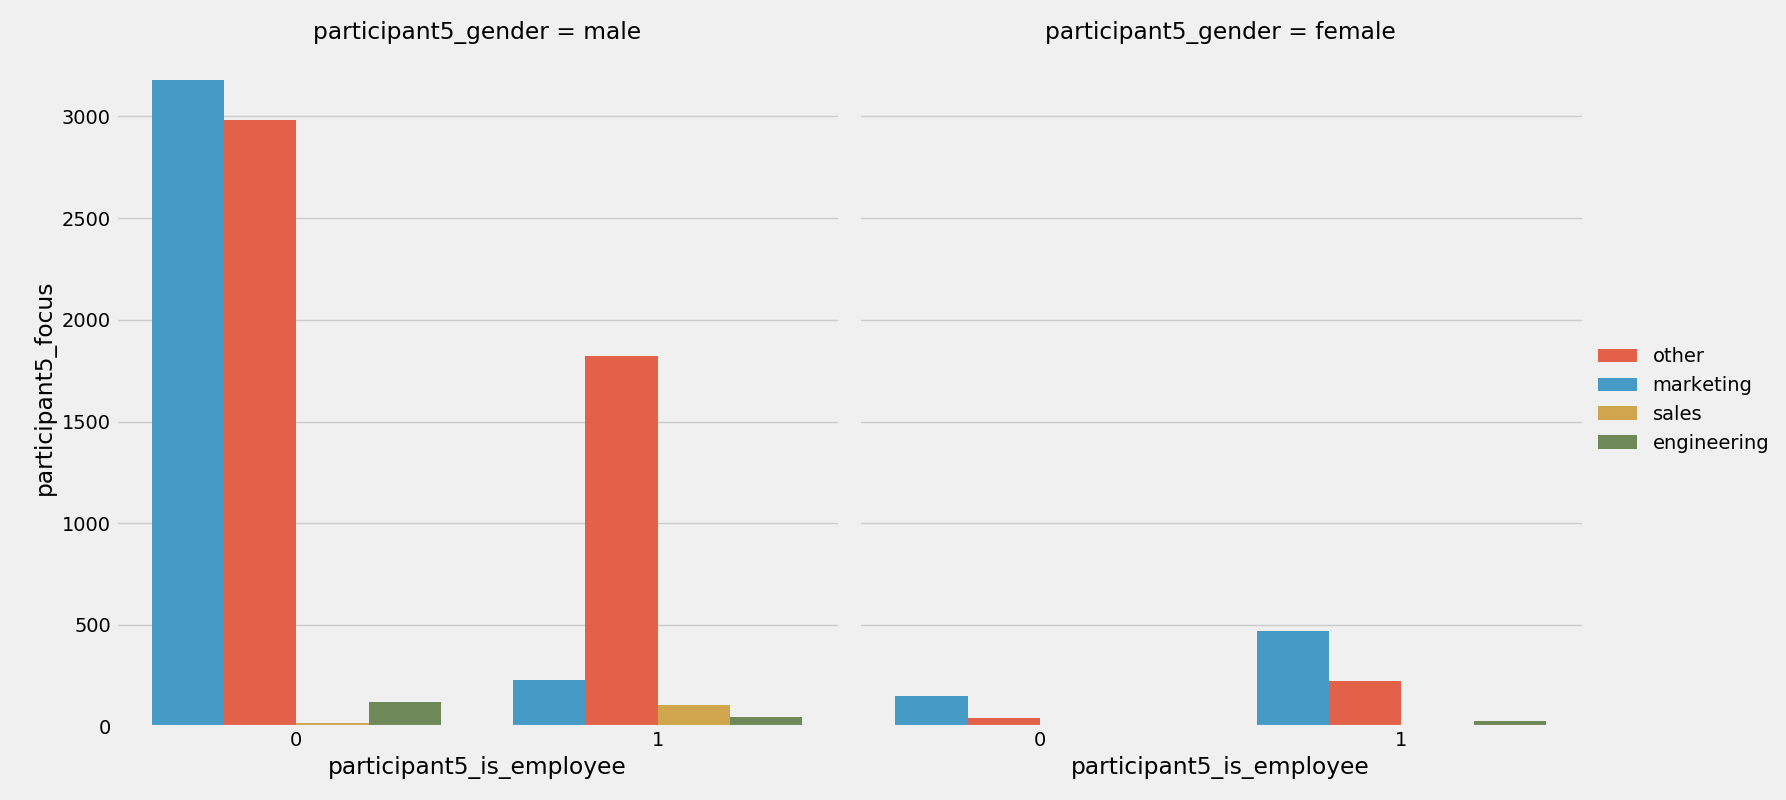 participant5_gender = male
participant5_gender = female
participant5_focus
3000
2500
2000
1500
1000
500
0
0
1
participant5_is_employee
0
1
participant5_is_employee
other
marketing
sales
engineering